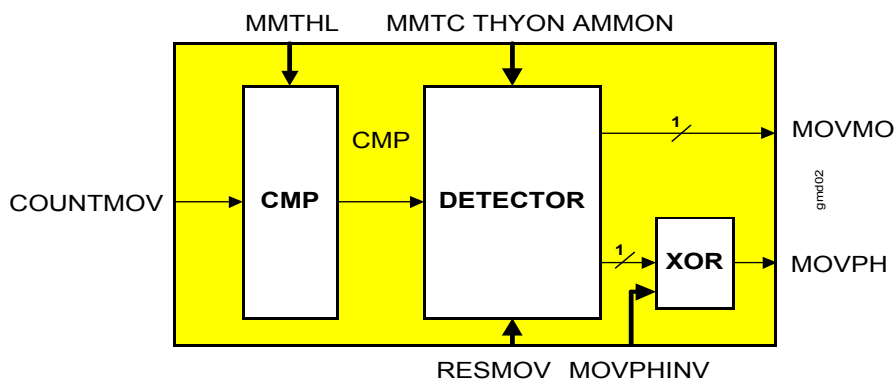 MMTHL MMTC THYON AMMON
1
MOVMO
CMP
gmd02
COUNTMOV CMP DETECTOR
1
XOR MOVPH
RESMOV MOVPHINV